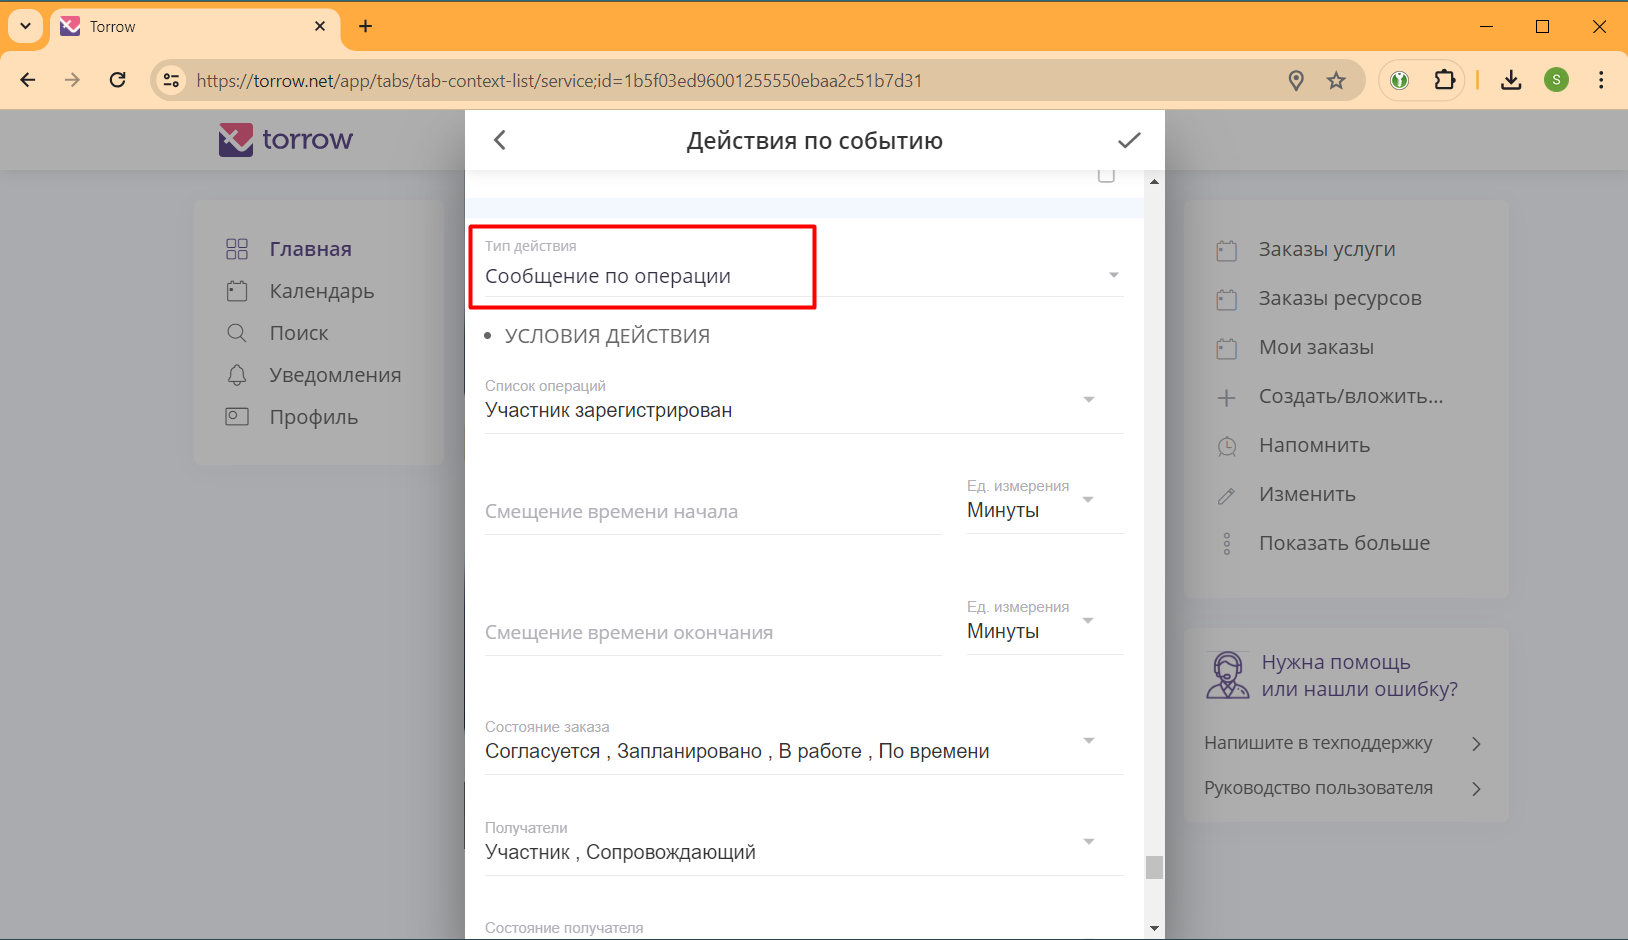 Torrow
https://torrow.net/app/tabs/tab-context-list/service;id=1b5f03ed96001255550ebaa2c51b7d31
S
torrow
Действия по событию
Главная
Календарь
Поиск
Уведомления
Профиль
Тип действия
Сообщение по операции
УСЛОВИЯ ДЕЙСТВИЯ
Список операций
Участник зарегистрирован
Смещение времени начала
Ед. измерения
Минуты
Смещение времени окончания
Ед. измерения
Минуты
Состояние заказа
Согласуется , Запланировано , В работе , По времени
Получатели
Участник , Сопровождающий
Состояние получателя
Заказы услуги
Заказы ресурсов
Мои заказы
Создать/вложить...
Напомнить
Изменить
Показать больше
Нужна помощь
или нашли ошибку?
Напишите в техподдержку
Руководство пользователя